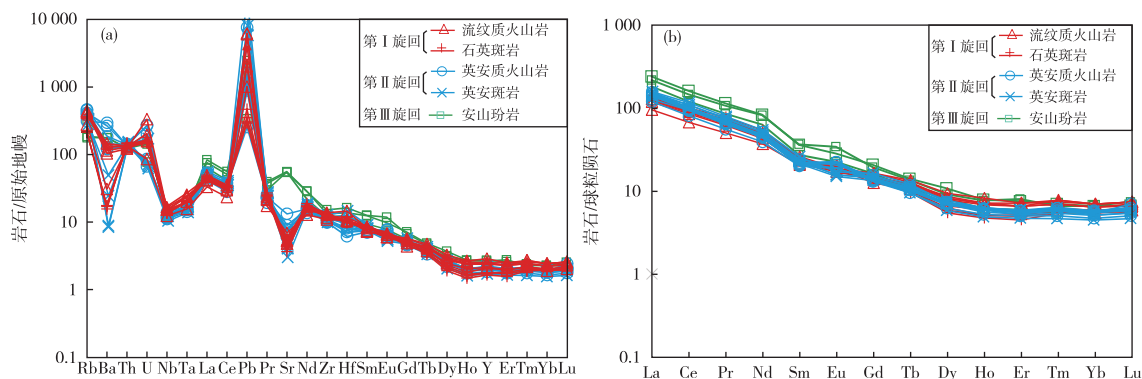 (a)
岩石/原始地幔
10 000
1 000
100
10
1
0.1
第Ⅰ旋回
流纹质火山岩
石英斑岩
第Ⅱ旋回
英安质火山岩
英安斑岩
第Ⅲ旋回
安山玢岩
Rb Ba Th U Nb Ta La Ce Pb Pr Sr Nd Zr Hf Sm Eu Gd Tb Dy Ho Y Er Tm Yb Lu
(b)
岩石/球粒陨石
1 000
100
10
1
0.1
第Ⅰ旋回
流纹质火山岩
石英斑岩
第Ⅱ旋回
英安质火山岩
英安斑岩
第Ⅲ旋回
安山玢岩
La Ce Pr Nd Sm Eu Gd Tb Dy Ho Er Tm Yb Lu